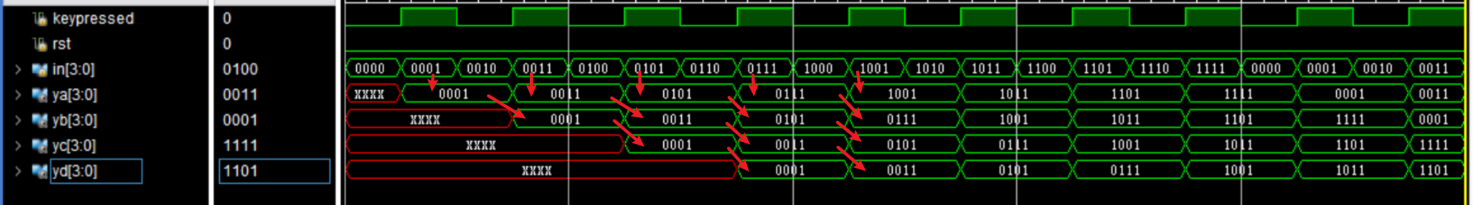 keypressed 0
rst 0
in[3:0] 0100 0000 0001 0010 0011 0100 0101 0110 0111 1000 1001 1010 1011 1100 1101 1110 1111 0000 0001 0010 0011
ya[3:0] 0011 XXXX 0001 0011 0101 0111 1001 1011 1101 1111 0001 0011
yb[3:0] 0001 XXXX 0001 0011 0101 0111 1001 1011 1101 1111 0001
yc[3:0] 1111 XXXX 0001 0011 0101 0111 1001 1011 1101 1111
yd[3:0] 1101 XXXX 0001 0011 0101 0111 1001 1011 1101